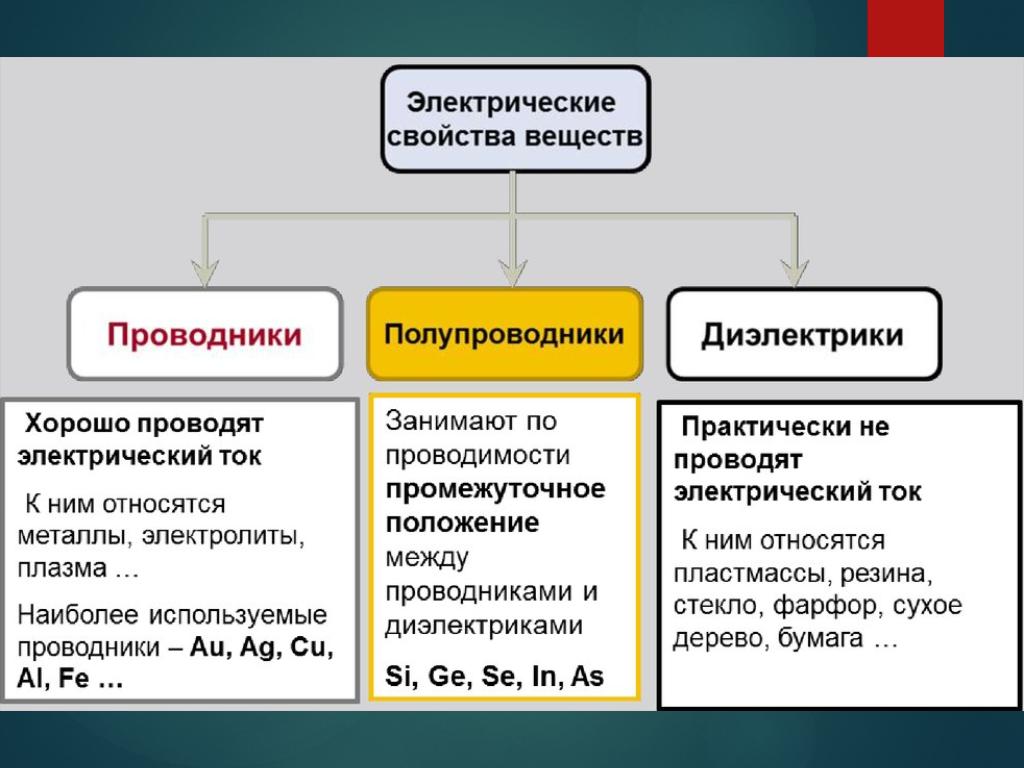 Электрические
свойства веществ
Проводники
Полупроводники
Диэлектрики
Хорошо проводят
электрический ток
К ним относятся
металлы, электролиты,
плазма …
Наиболее используемые
проводники – Au, Ag, Cu,
Al, Fe …
Занимают по
проводимости
промежуточное
положение
между
проводниками и
диэлектриками
Si, Ge, Se, In, As
Практически не
проводят
электрический ток
К ним относятся
пластмассы, резина,
стекло, фарфор, сухое
дерево, бумага …